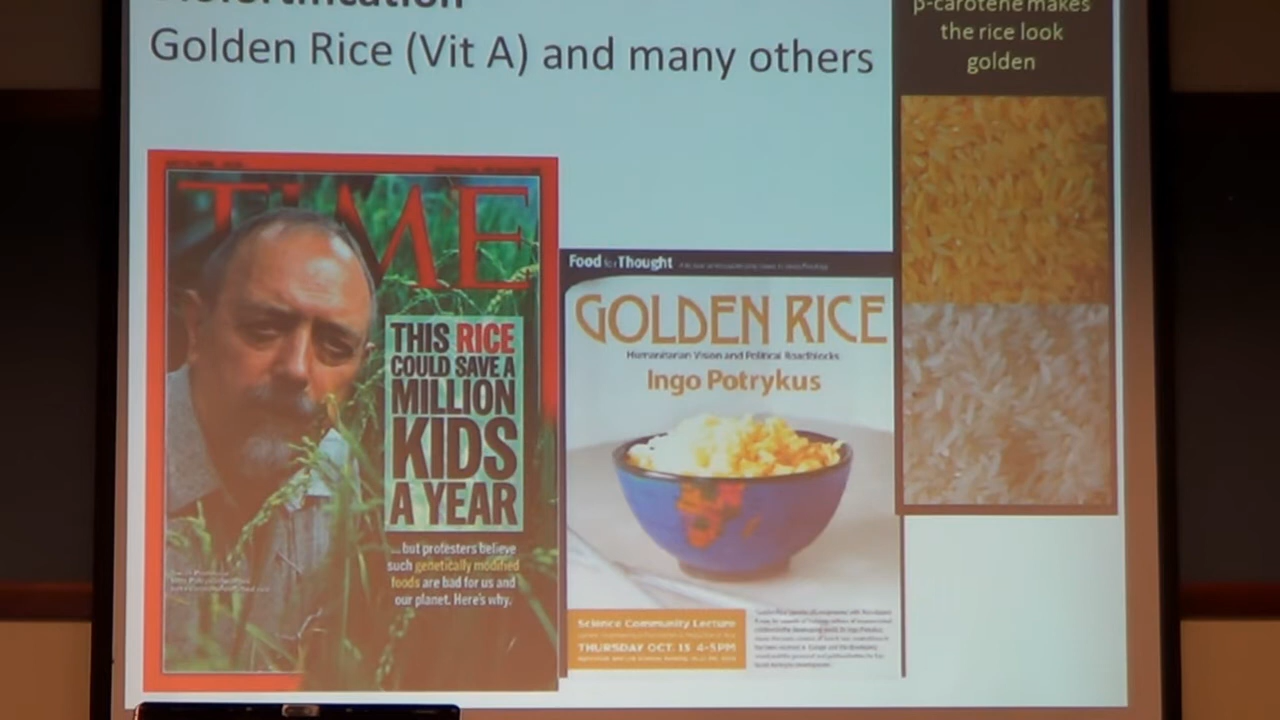 Biofortification
Golden Rice (Vit A) and many others
β-carotene makes
the rice look
golden
TIME
THIS RICE
COULD SAVE A
MILLION
KIDS
A YEAR
...but protesters believe
such genetically modified
foods are bad for us and
our planet. Here's why.
Food for Thought
GOLDEN RICE
Humanitarian Vision and Political Roadblocks
Ingo Potrykus
Science Community Lecture
THURSDAY OCT. 15 4-5PM